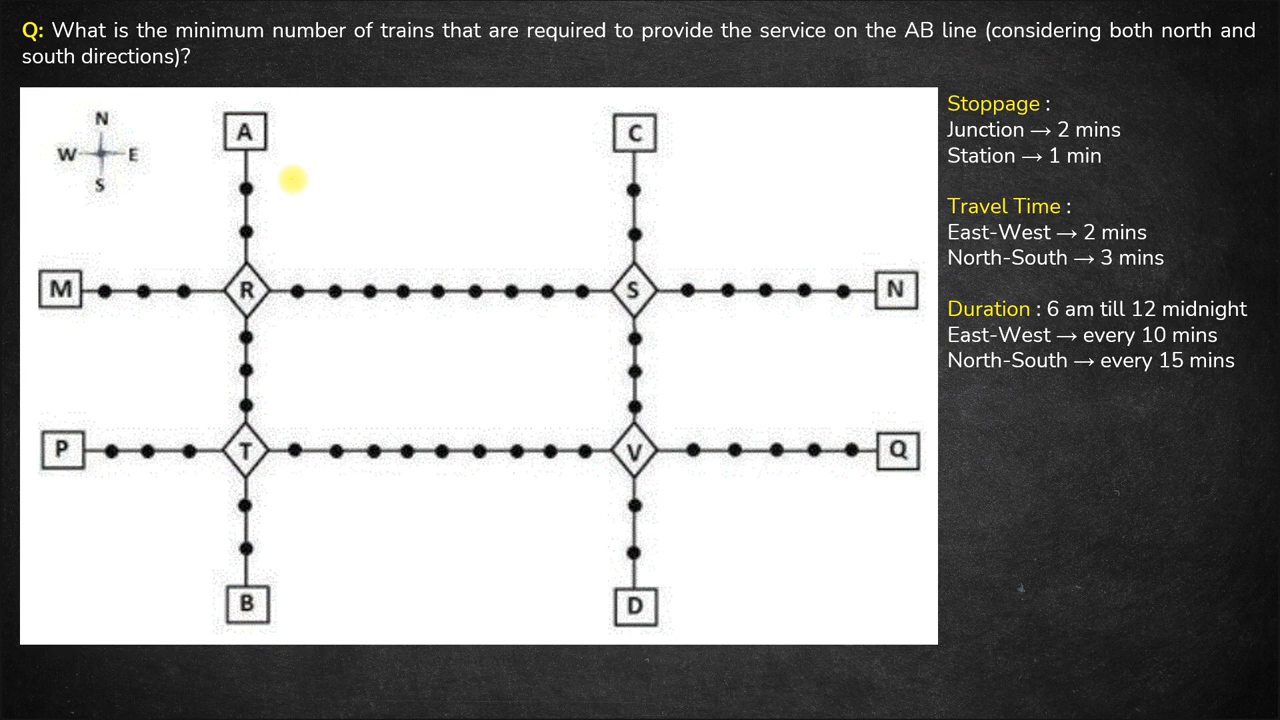 Q: What is the minimum number of trains that are required to provide the service on the AB line (considering both north and
south directions)?
N
W E
S
A
C
M
R
S
N
P
T
V
Q
B
D
Stoppage :
Junction → 2 mins
Station → 1 min
Travel Time :
East-West → 2 mins
North-South → 3 mins
Duration : 6 am till 12 midnight
East-West → every 10 mins
North-South → every 15 mins